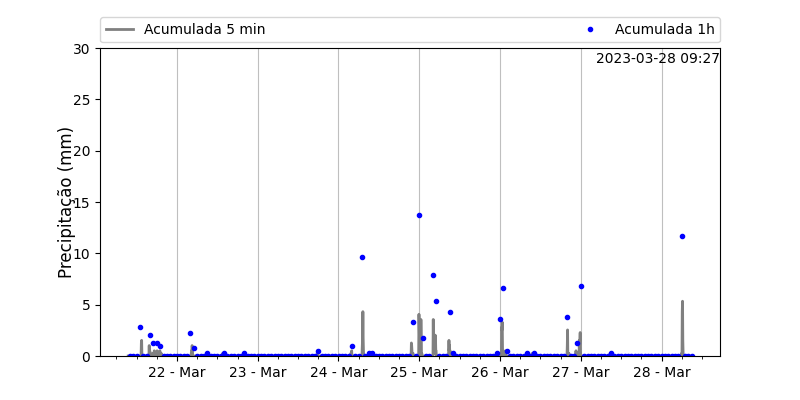 Acumulada 5 min Acumulada 1h
2023-03-28 09:27
Precipitação (mm)
30
25
20
15
10
5
0
22 - Mar 23 - Mar 24 - Mar 25 - Mar 26 - Mar 27 - Mar 28 - Mar